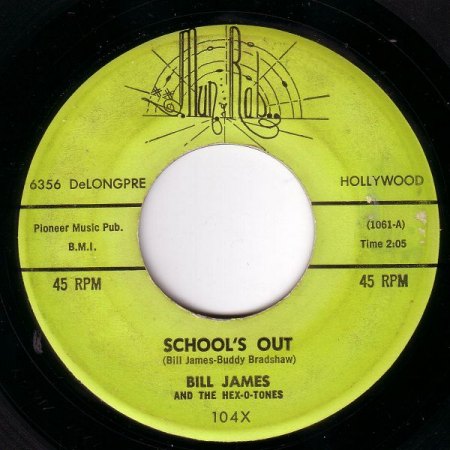 Mun Rab
6356 DeLONGPRE
HOLLYWOOD
Pioneer Music Pub.
B.M.I.
(1061-A)
Time 2:05
45 RPM
45 RPM
SCHOOL'S OUT
(Bill James-Buddy Bradshaw)
BILL JAMES
AND THE HEX-O-TONES
104X